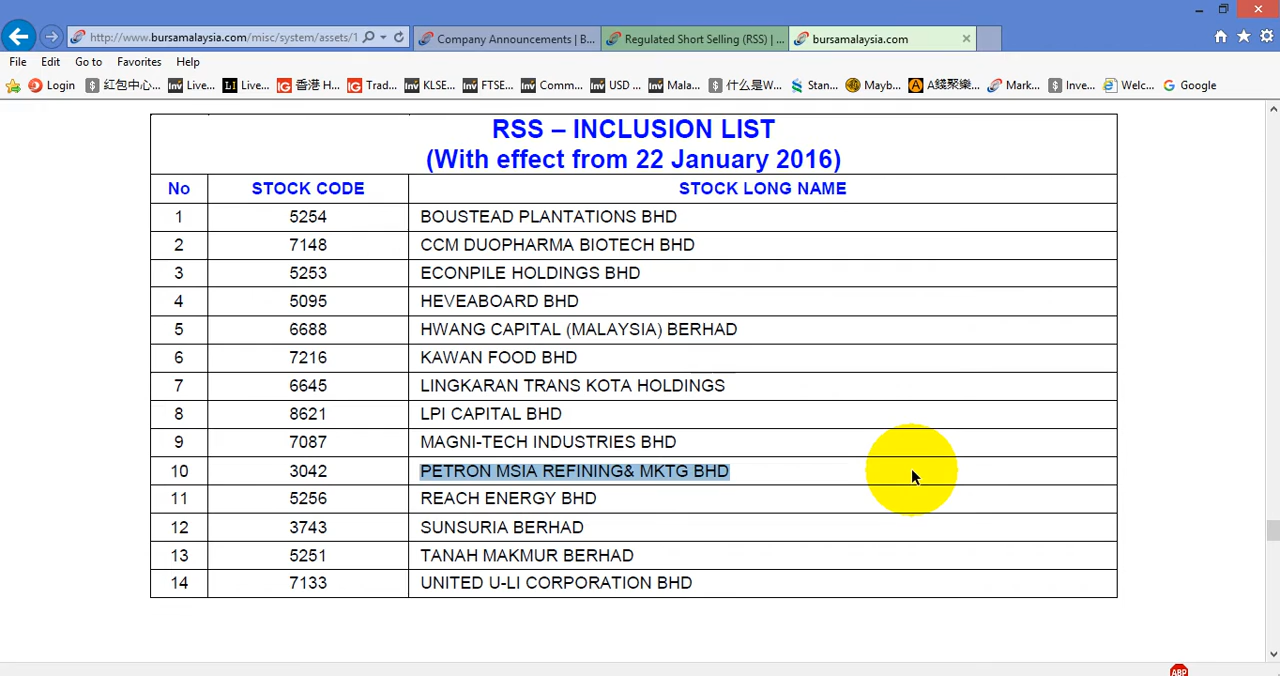 http://www.bursamalaysia.com/misc/system/assets/1
Company Announcements | B...
Regulated Short Selling (RSS) | ...
bursamalaysia.com
File Edit Go to Favorites Help
Login 红包中心... Live... Live... 香港 H... Trad... KLSE... FTSE... Comm... USD ... Mala... 什么是W... Stan... Mayb... A錢聚樂... Mark... Inve... Welc... Google
RSS – INCLUSION LIST
(With effect from 22 January 2016)
No STOCK CODE STOCK LONG NAME
1 5254 BOUSTEAD PLANTATIONS BHD
2 7148 CCM DUOPHARMA BIOTECH BHD
3 5253 ECONPILE HOLDINGS BHD
4 5095 HEVEABOARD BHD
5 6688 HWANG CAPITAL (MALAYSIA) BERHAD
6 7216 KAWAN FOOD BHD
7 6645 LINGKARAN TRANS KOTA HOLDINGS
8 8621 LPI CAPITAL BHD
9 7087 MAGNI-TECH INDUSTRIES BHD
10 3042 PETRON MSIA REFINING& MKTG BHD
11 5256 REACH ENERGY BHD
12 3743 SUNSURIA BERHAD
13 5251 TANAH MAKMUR BERHAD
14 7133 UNITED U-LI CORPORATION BHD
ABP